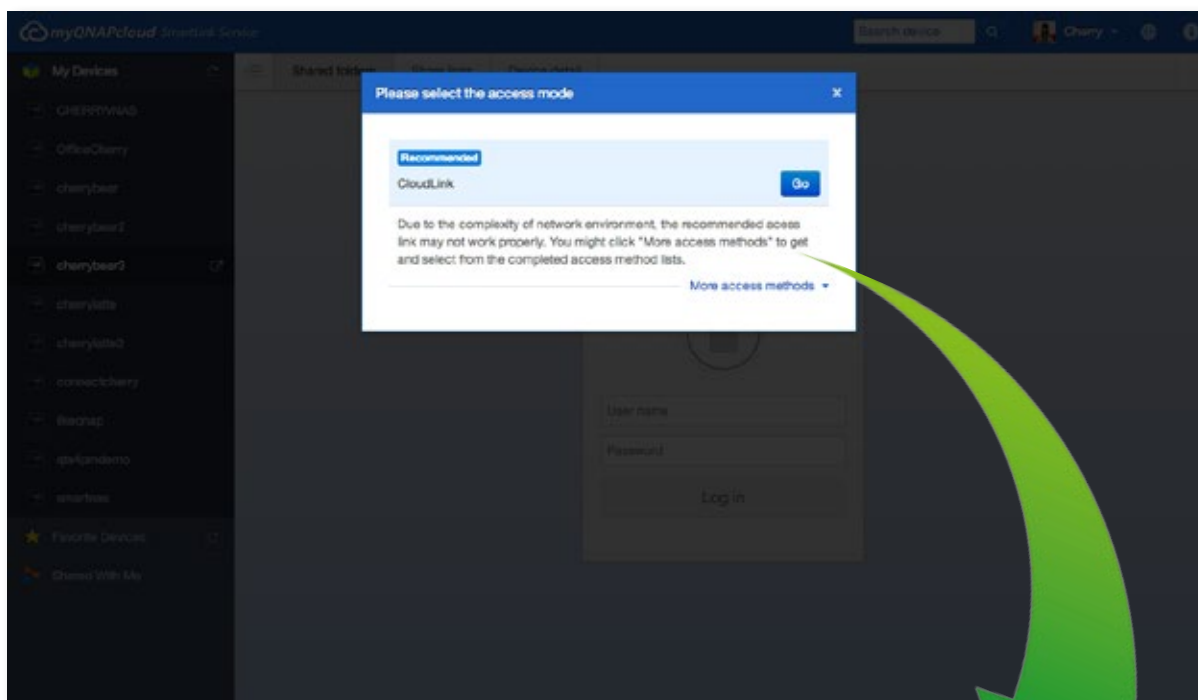 myQNAPcloud SmartLink Service
Search device
Cherry
My Devices
Shared folders Share links Device detail
Please select the access mode
x
CHERRYNAS
OfficeCherry
Recommended
CloudLink
Go
cherrybear
cherrybear2
Due to the complexity of network environment, the recommended acess
link may not work properly. You might click "More access methods" to get
and select from the completed access method lists.
cherrybear3
More access methods
cherrylatte
cherrylatte3
connectcherry
User name
Password
Log in
Favorite Devices
Shared With Me